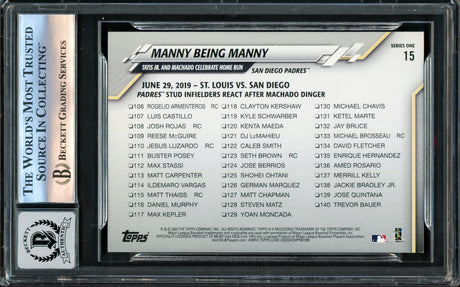 THE WORLD'S MOST TRUSTED
SOURCE IN COLLECTING™
BECKETT GRADING SERVICES
MANNY BEING MANNY
TATIS JR. AND MACHADO CELEBRATE HOME RUN
SAN DIEGO PADRES™
SERIES ONE
15
JUNE 29, 2019 – ST. LOUIS VS. SAN DIEGO
PADRES™ STUD INFIELDERS REACT AFTER MACHADO DINGER
106 ROGELIO ARMENTEROS RC
107 LUIS CASTILLO
108 JOSH ROJAS RC
109 REESE McGUIRE
110 JESUS LUZARDO RC
111 BUSTER POSEY
112 MAX STASSI
113 MATT CARPENTER
114 ILDEMARO VARGAS
115 MATT THAISS RC
116 DANIEL MURPHY
117 MAX KEPLER
118 CLAYTON KERSHAW
119 KYLE SCHWARBER
120 KENTA MAEDA
121 DJ LeMAHIEU
122 CALEB SMITH
123 SETH BROWN RC
124 JOSE BERRIOS
125 SHOHEI OHTANI
126 GERMAN MARQUEZ
127 MATT CHAPMAN
128 STEVEN MATZ
129 YOAN MONCADA
130 MICHAEL CHAVIS
131 KETEL MARTE
132 JAY BRUCE
133 MICHAEL BROSSEAU RC
134 DAVID FLETCHER
135 ENRIQUE HERNANDEZ
136 AMED ROSARIO
137 MERRILL KELLY
138 JACKIE BRADLEY JR.
139 JOSE QUINTANA
140 TREVOR BAUER
Topps